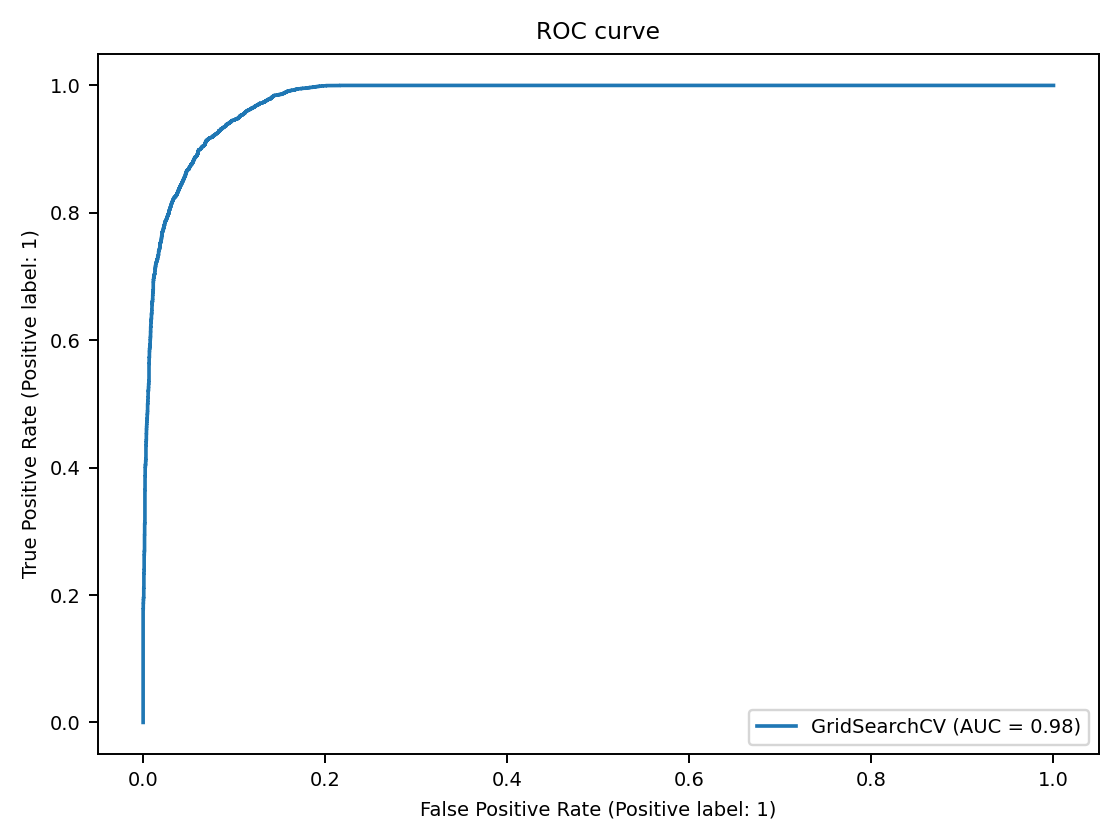 ROC curve
True Positive Rate (Positive label: 1)
1.0
0.8
0.6
0.4
0.2
0.0
GridSearchCV (AUC = 0.98)
0.0 0.2 0.4 0.6 0.8 1.0
False Positive Rate (Positive label: 1)